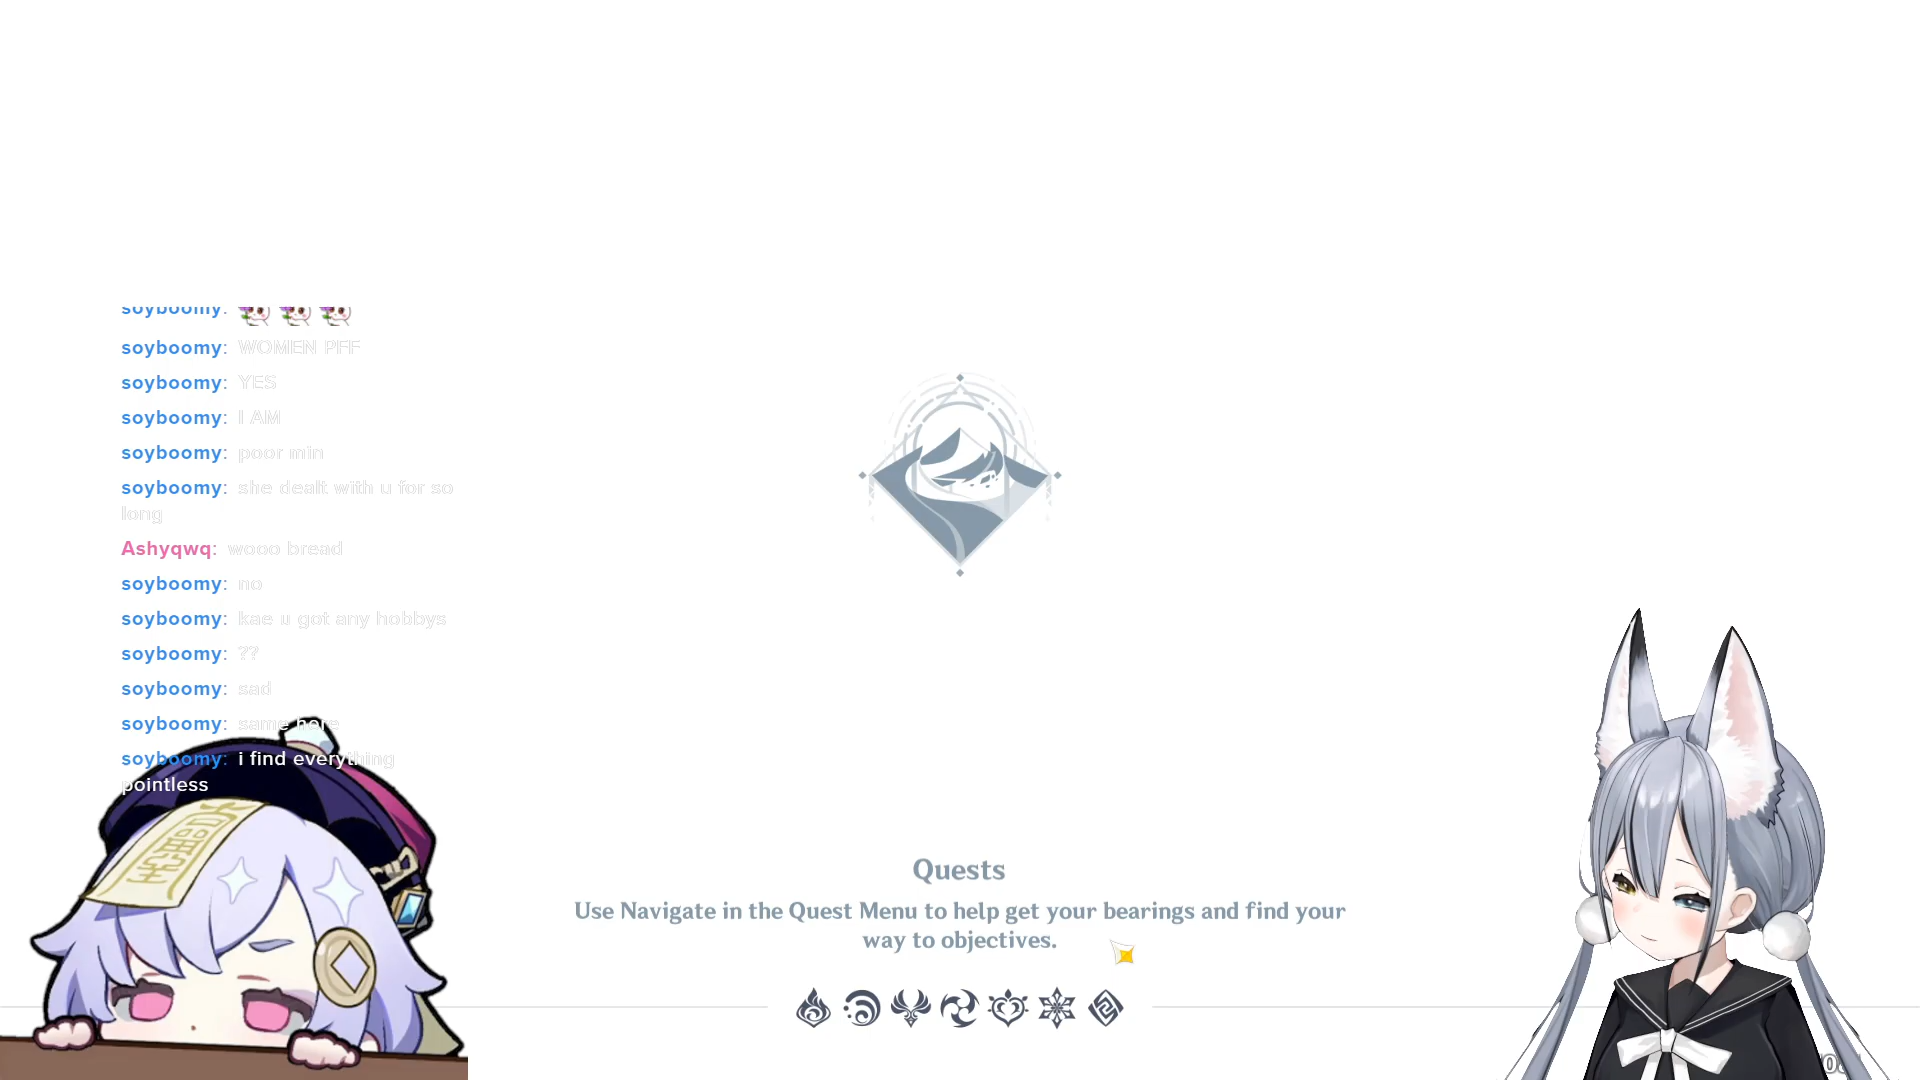 soyboomy:
soyboomy: WOMEN PFF
soyboomy: YES
soyboomy: I AM
soyboomy: poor min
soyboomy: she dealt with u for so
long
Ashyqwq: wooo bread
soyboomy: no
soyboomy: kae u got any hobbys
soyboomy: ??
soyboomy: sad
soyboomy: same here
soyboomy: i find everything
pointless
Quests
Use Navigate in the Quest Menu to help get your bearings and find your
way to objectives.